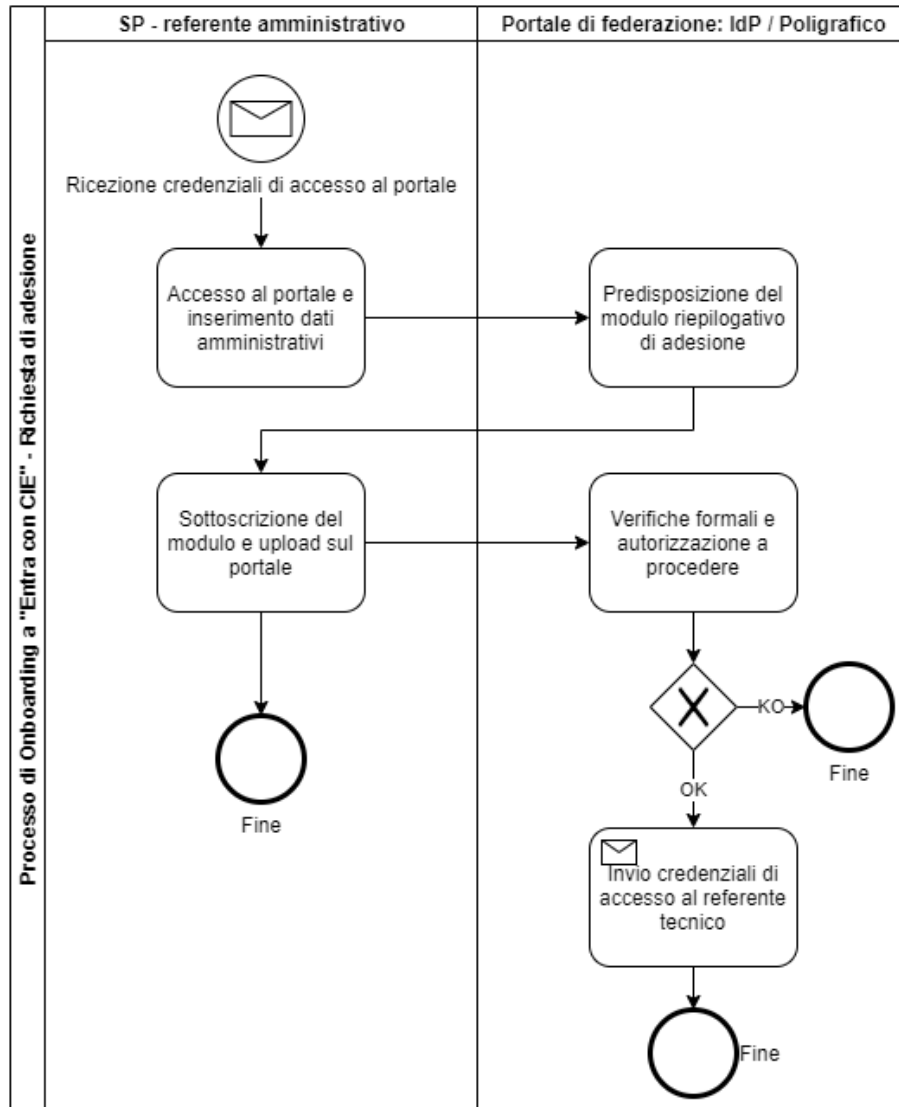 SP - referente amministrativo
Portale di federazione: IdP / Poligrafico
Processo di Onboarding a "Entra con CIE" - Richiesta di adesione
Ricezione credenziali di accesso al portale
Accesso al portale e
inserimento dati
amministrativi
Predisposizione del
modulo riepilogativo
di adesione
Sottoscrizione del
modulo e upload sul
portale
Verifiche formali e
autorizzazione a
procedere
KO
Fine
OK
Fine
Invio credenziali di
accesso al referente
tecnico
Fine